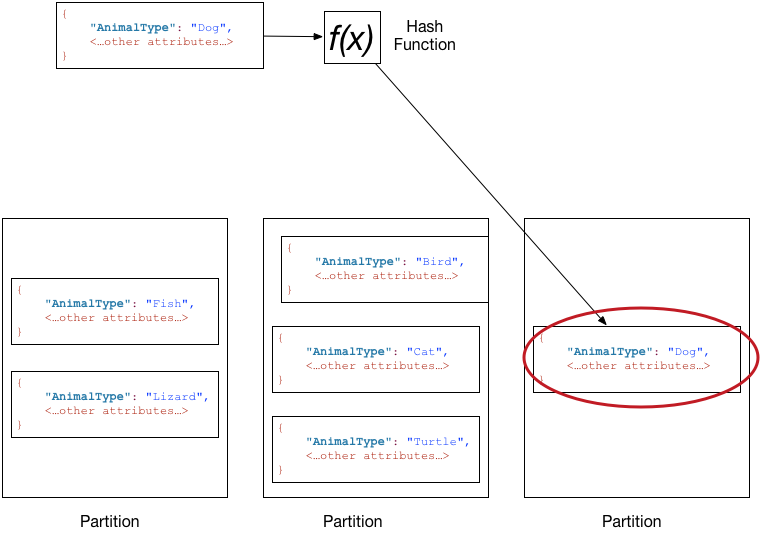 {
"AnimalType": "Dog",
<…other attributes…>
}
f(x)
Hash
Function
{
"AnimalType": "Fish",
<…other attributes…>
}
{
"AnimalType": "Lizard",
<…other attributes…>
}
Partition
{
"AnimalType": "Bird",
<…other attributes…>
}
{
"AnimalType": "Cat",
<…other attributes…>
}
{
"AnimalType": "Turtle",
<…other attributes…>
}
Partition
{
"AnimalType": "Dog",
<…other attributes…>
}
Partition